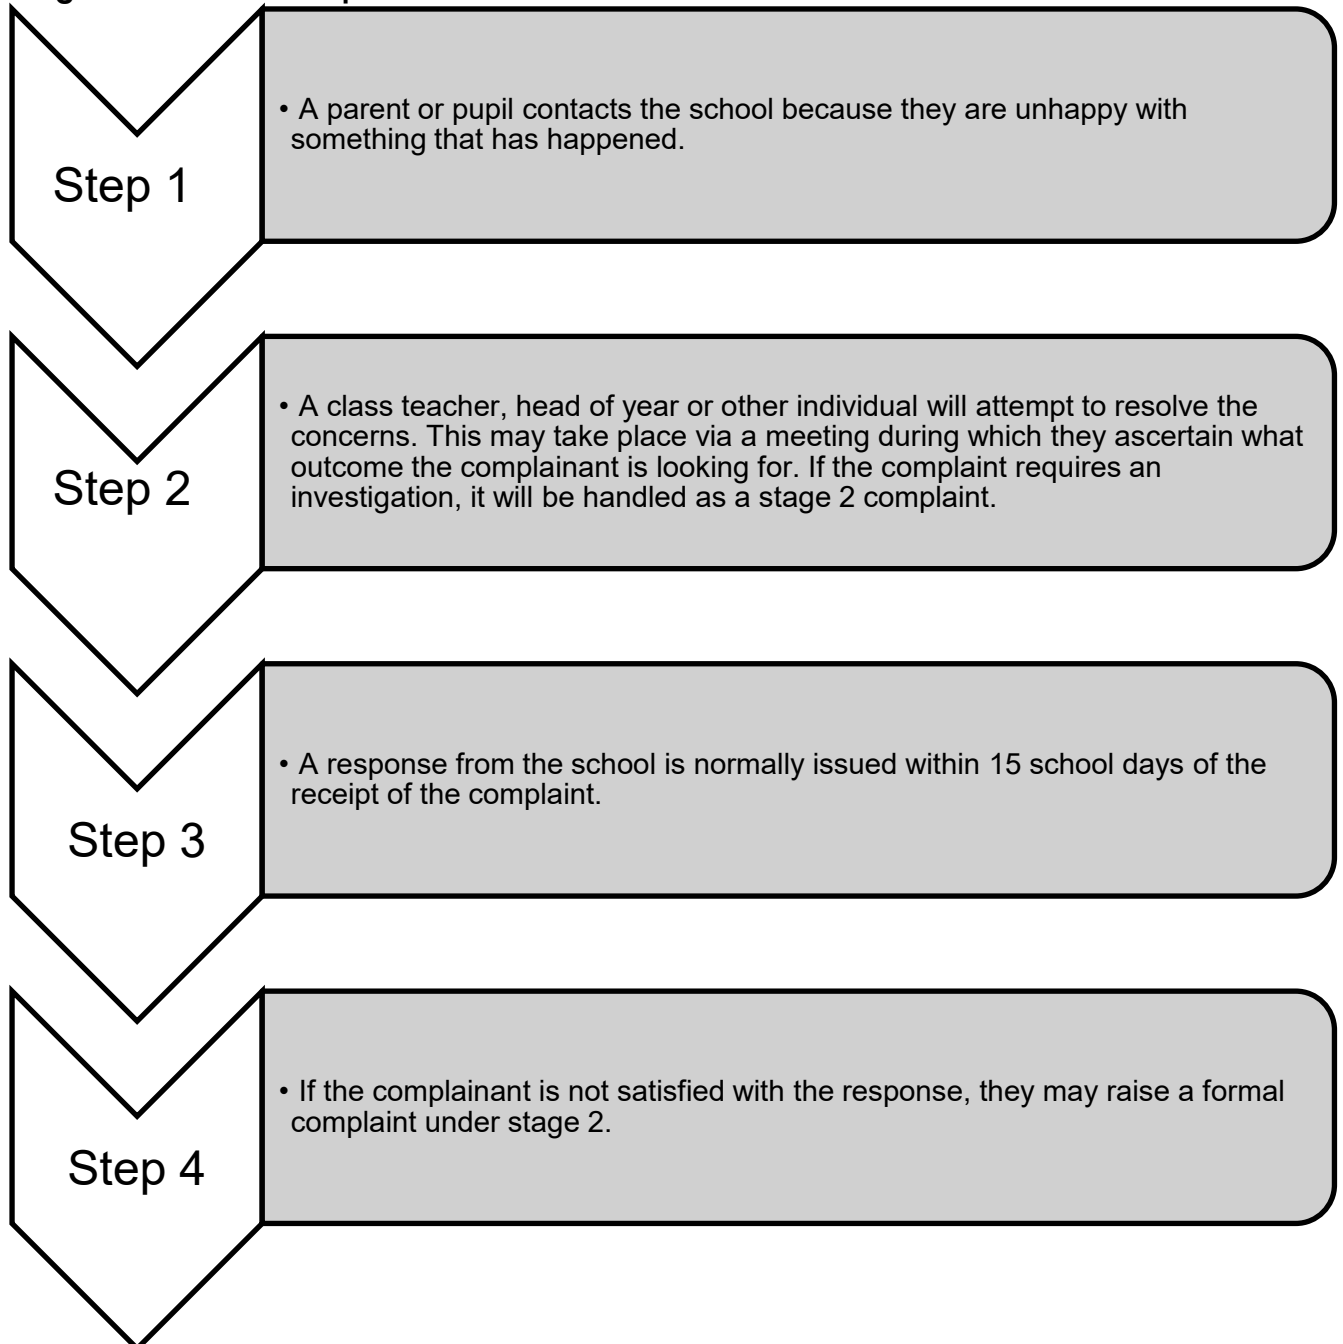 Step 1
• A parent or pupil contacts the school because they are unhappy with
something that has happened.
Step 2
• A class teacher, head of year or other individual will attempt to resolve the
concerns. This may take place via a meeting during which they ascertain what
outcome the complainant is looking for. If the complaint requires an
investigation, it will be handled as a stage 2 complaint.
Step 3
• A response from the school is normally issued within 15 school days of the
receipt of the complaint.
Step 4
• If the complainant is not satisfied with the response, they may raise a formal
complaint under stage 2.